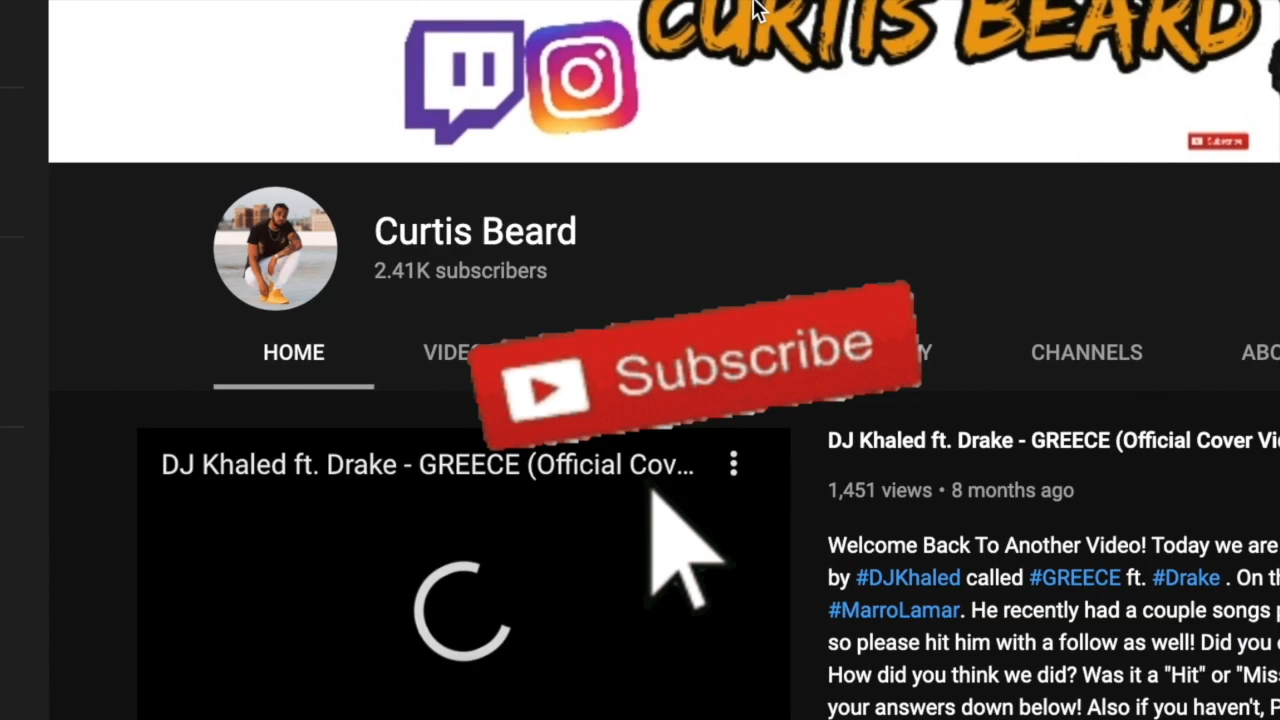 CURTIS BEARD
Subscribe
Curtis Beard
2.41K subscribers
HOME
VIDE
Subscribe
Y
CHANNELS
ABO
DJ Khaled ft. Drake - GREECE (Official Cov...
DJ Khaled ft. Drake - GREECE (Official Cover Vi
1,451 views • 8 months ago
Welcome Back To Another Video! Today we are
by #DJKhaled called #GREECE ft. #Drake . On th
#MarroLamar. He recently had a couple songs p
so please hit him with a follow as well! Did you
How did you think we did? Was it a "Hit" or "Miss
your answers down below! Also if you haven't, P